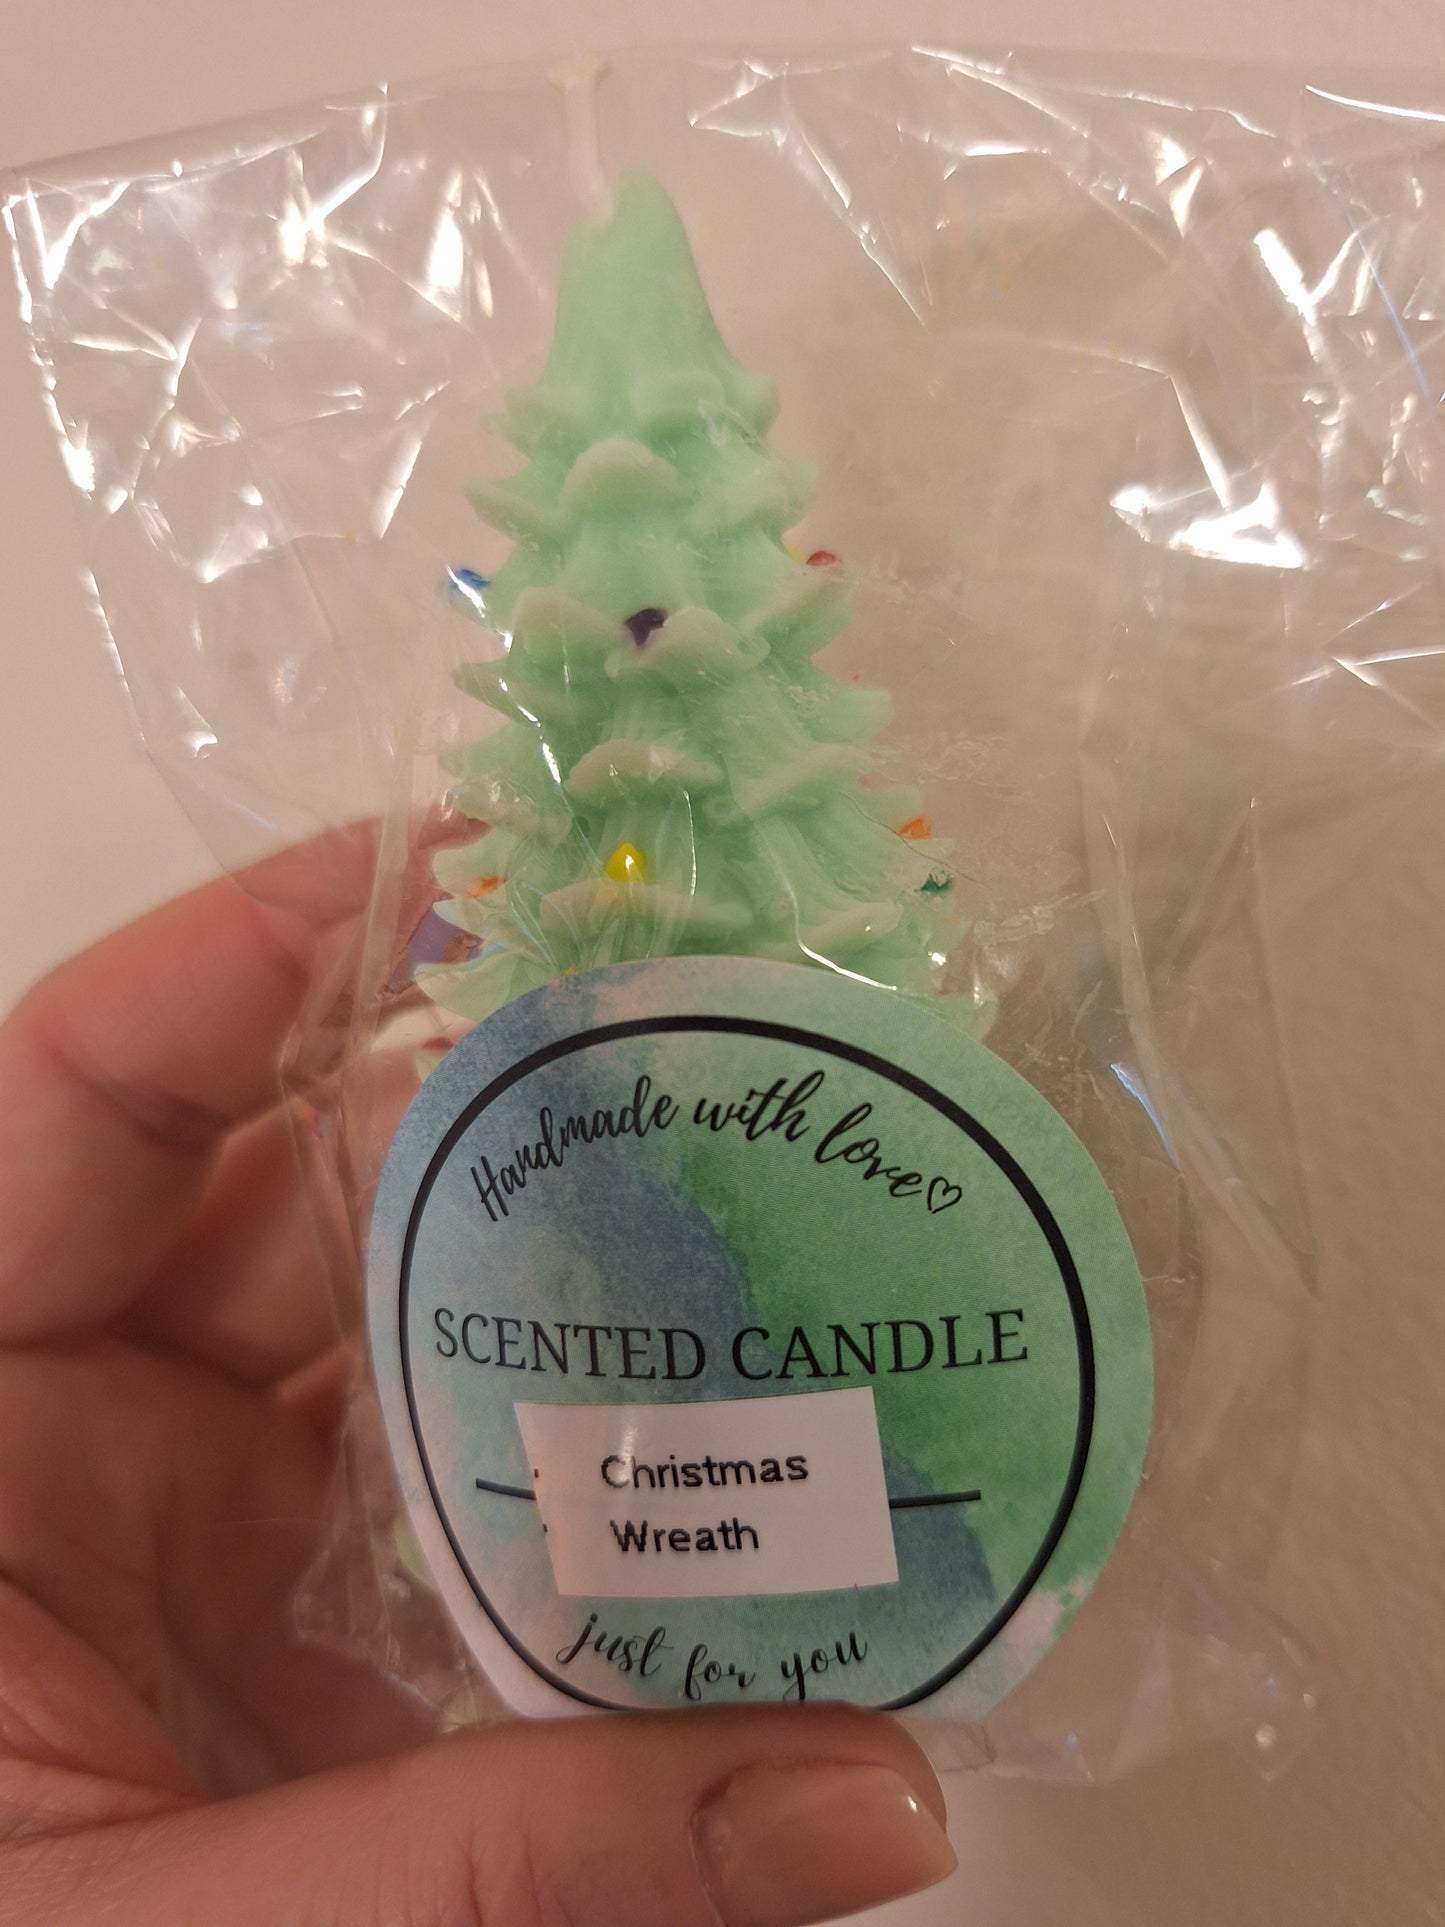 Handmade with love♡
SCENTED CANDLE
Christmas
Wreath
just for you